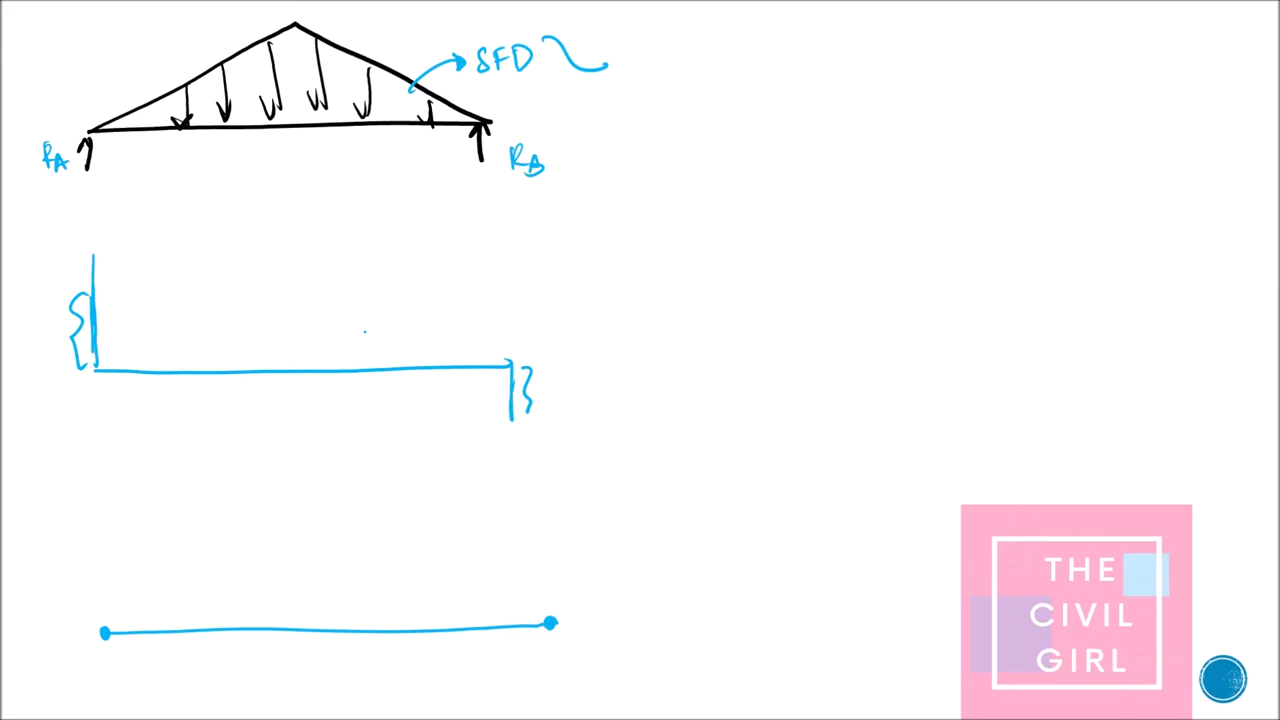 SFD
RA
RB
THE
CIVIL
GIRL